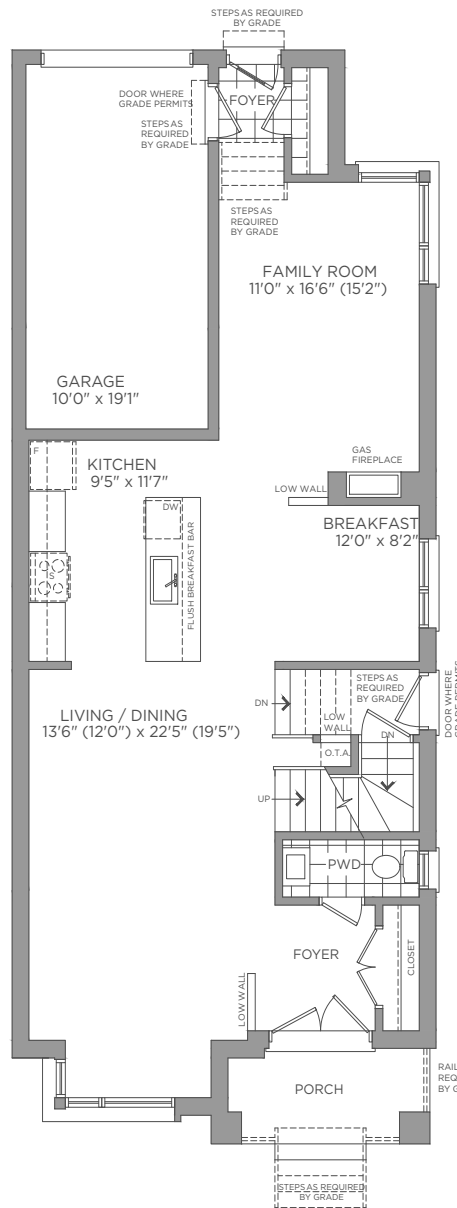 STEPS AS REQUIRED
BY GRADE
DOOR WHERE
GRADE PERMITS
FOYER
STEPS AS
REQUIRED
BY GRADE
STEPS AS
REQUIRED
BY GRADE
FAMILY ROOM
11'0" x 16'6" (15'2")
GARAGE
10'0" x 19'1"
GAS
FIREPLACE
F
KITCHEN
9'5" x 11'7"
LOW WALL
DW
BREAKFAST
12'0" x 8'2"
FLUSH BREAKFAST BAR
S
STEPS AS
REQUIRED
BY GRADE
DOOR WHERE
GRADE PERMITS
DN
LIVING / DINING
13'6" (12'0") x 22'5" (19'5")
LOW
WALL
DN
O.T.A.
UP
PWD
FOYER
CLOSET
LOW WALL
PORCH
RAIL
REQ
BY G
STEPS AS REQUIRED
BY GRADE